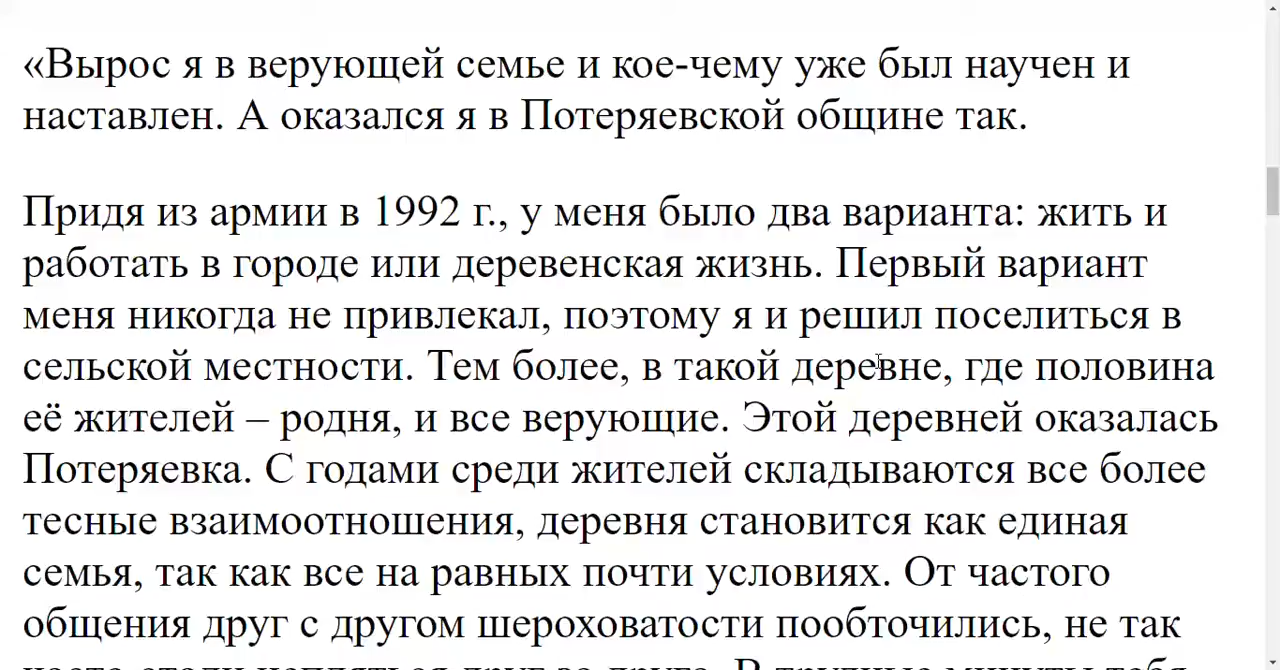 «Вырос я в верующей семье и кое-чему уже был научен и
наставлен. А оказался я в Потеряевской общине так.
Придя из армии в 1992 г., у меня было два варианта: жить и
работать в городе или деревенская жизнь. Первый вариант
меня никогда не привлекал, поэтому я и решил поселиться в
сельской местности. Тем более, в такой деревне, где половина
её жителей – родня, и все верующие. Этой деревней оказалась
Потеряевка. С годами среди жителей складываются все более
тесные взаимоотношения, деревня становится как единая
семья, так как все на равных почти условиях. От частого
общения друг с другом шероховатости пообточились, не так